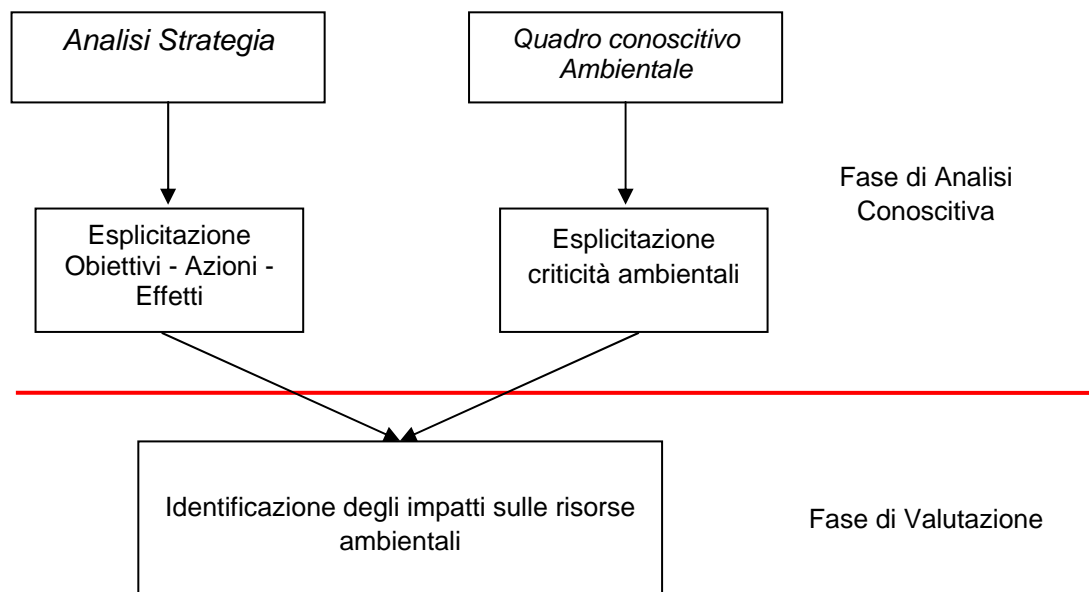 Analisi Strategia
Quadro conoscitivo
Ambientale
Fase di Analisi
Conoscitiva
Esplicitazione
Obiettivi - Azioni -
Effetti
Esplicitazione
criticità ambientali
Identificazione degli impatti sulle risorse
ambientali
Fase di Valutazione